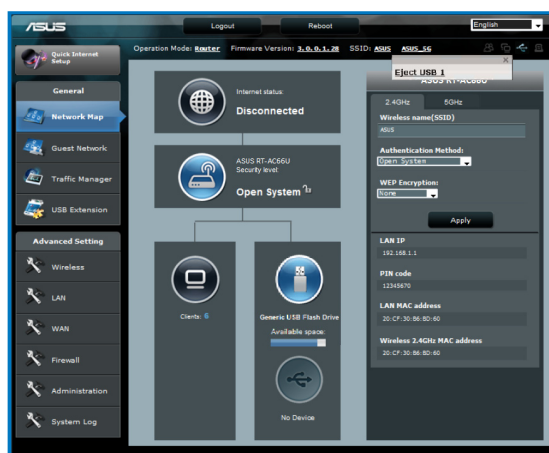 ASUS
Logout
Reboot
English
Quick Internet
Setup
Operation Mode: Router Firmware Version: 3.0.0.1.28 SSID: ASUS ASUS_5G
X
Eject USB 1
ASUS RT-AC66U
General
Network Map
Guest Network
Traffic Manager
USB Extension
Advanced Setting
Wireless
LAN
WAN
Firewall
Administration
System Log
Internet status:
Disconnected
ASUS RT-AC66U
Security level
Open System
Clients: 6
Generic USB Flash Drive
Available space:
No Device
2.4GHz
5GHz
Wireless name(SSID)
ASUS
Authentication Method:
Open System
WEP Encryption:
None
Apply
LAN IP
192.168.1.1
PIN code
12345670
LAN MAC address
20:CF:30:B6:BD:60
Wireless 2.4GHz MAC address
20:CF:30:B6:BD:60